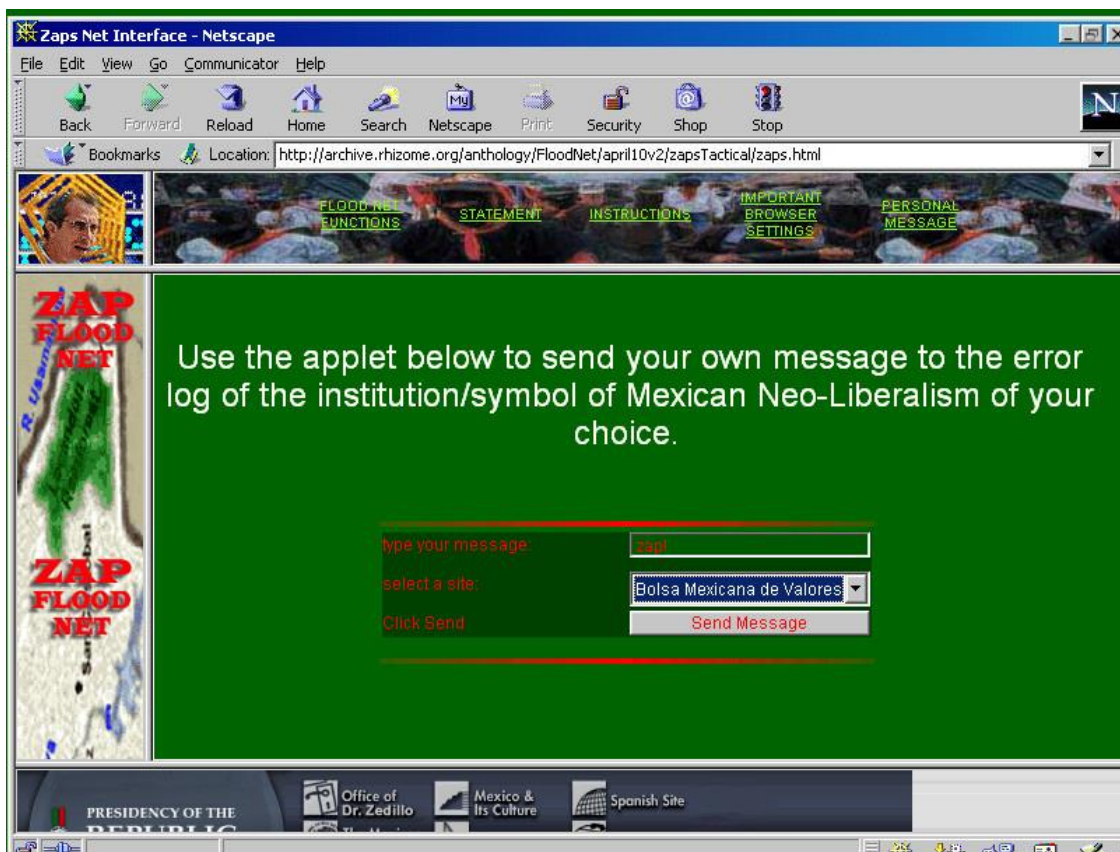 Zaps Net Interface - Netscape
File Edit View Go Communicator Help
Back Forward Reload Home Search Netscape Print Security Shop Stop
My
N
Bookmarks Location: http://archive.rhizome.org/anthology/FloodNet/april10v2/zapsTactical/zaps.html
FLOOD NET FUNCTIONS
STATEMENT
INSTRUCTIONS
IMPORTANT BROWSER SETTINGS
PERSONAL MESSAGE
ZAP
FLOOD
NET
R. Usuma
ZAP
FLOOD
NET
Use the applet below to send your own message to the error
log of the institution/symbol of Mexican Neo-Liberalism of your
choice.
type your message: zap!
select a site: Bolsa Mexicana de Valores
Click Send Send Message
PRESIDENCY OF THE
REPUBLIC
Office of
Dr. Zedillo
Mexico &
Its Culture
Spanish Site